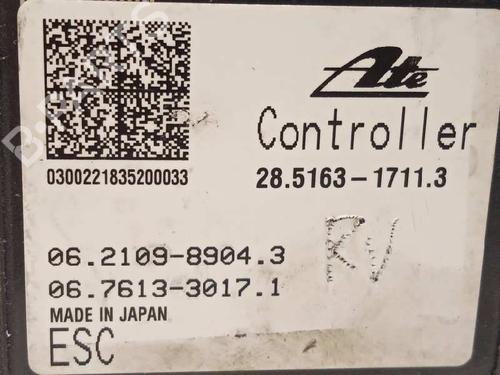 Ate
Controller
0300221835200033
28.5163-1711.3
RV
06.2109-8904.3
06.7613-3017.1
MADE IN JAPAN
ESC
B-PARTS